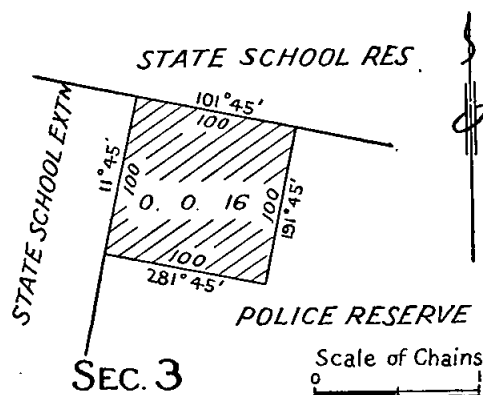 STATE SCHOOL RES.
101°45'
100
STATE SCHOOL EXTN
11°45'
100
0. 0. 16
100
191°45'
100
281°45'
POLICE RESERVE
SEC. 3
Scale of Chains
0 1